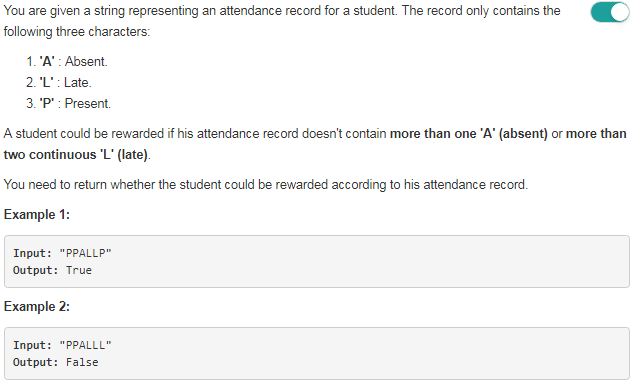 You are given a string representing an attendance record for a student. The record only contains the
following three characters:
1. 'A' : Absent.
2. 'L' : Late.
3. 'P' : Present.
A student could be rewarded if his attendance record doesn't contain more than one 'A' (absent) or more than
two continuous 'L' (late).
You need to return whether the student could be rewarded according to his attendance record.
Example 1:
Input: "PPALLP"
Output: True
Example 2:
Input: "PPALLL"
Output: False